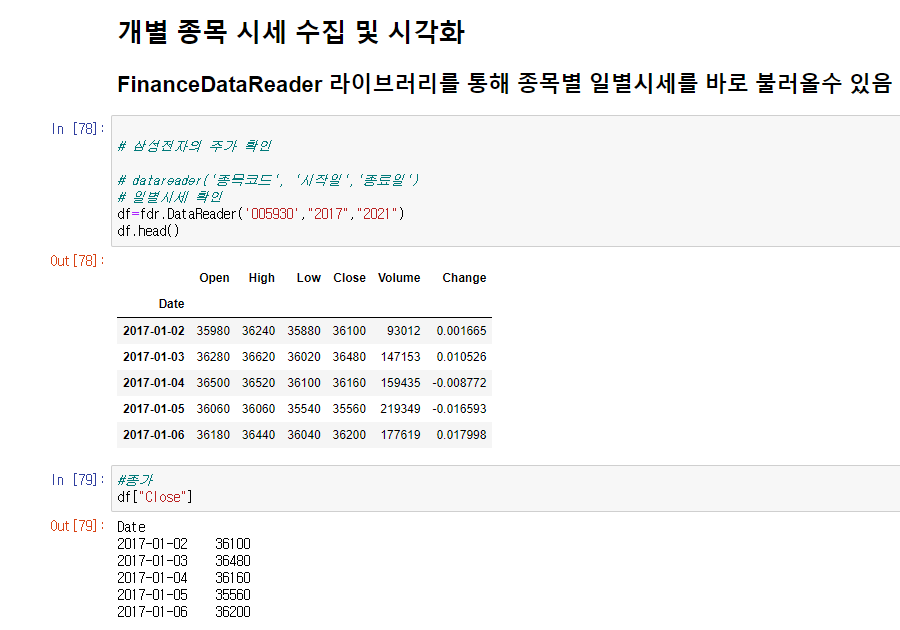 개별 종목 시세 수집 및 시각화
FinanceDataReader 라이브러리를 통해 종목별 일별시세를 바로 불러올수 있음
In [78]:
# 삼성전자의 주가 확인
# datareader('종목코드', '시작일','종료일')
# 일별시세 확인
df=fdr.DataReader('005930',"2017","2021")
df.head()
Out[78]:
Open High Low Close Volume Change
Date
2017-01-02 35980 36240 35880 36100 93012 0.001665
2017-01-03 36280 36620 36020 36480 147153 0.010526
2017-01-04 36500 36520 36100 36160 159435 -0.008772
2017-01-05 36060 36060 35540 35560 219349 -0.016593
2017-01-06 36180 36440 36040 36200 177619 0.017998
In [79]:
#종가
df["Close"]
Out[79]:
Date
2017-01-02 36100
2017-01-03 36480
2017-01-04 36160
2017-01-05 35560
2017-01-06 36200